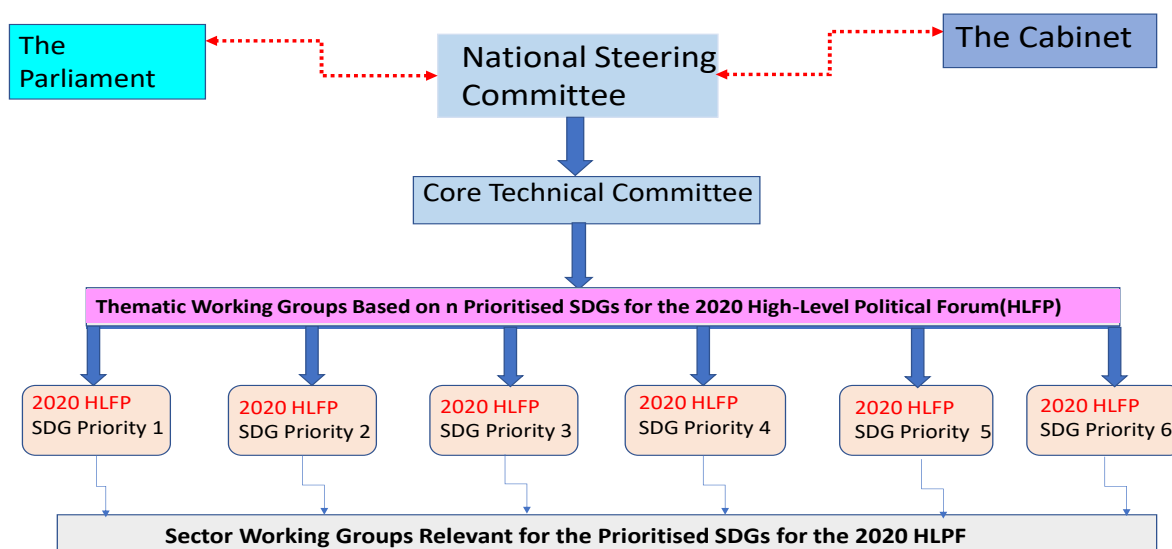 The
Parliament
National Steering
Committee
The Cabinet
Core Technical Committee
Thematic Working Groups Based on n Prioritised SDGs for the 2020 High-Level Political Forum(HLFP)
2020 HLFP
SDG Priority 1
2020 HLFP
SDG Priority 2
2020 HLFP
SDG Priority 3
2020 HLFP
SDG Priority 4
2020 HLFP
SDG Priority 5
2020 HLFP
SDG Priority 6
Sector Working Groups Relevant for the Prioritised SDGs for the 2020 HLPF